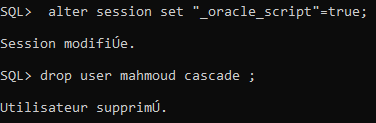 SQL>  alter session set "_oracle_script"=true;
Session modifiÚe.
SQL> drop user mahmoud cascade ;
Utilisateur supprimÚ.